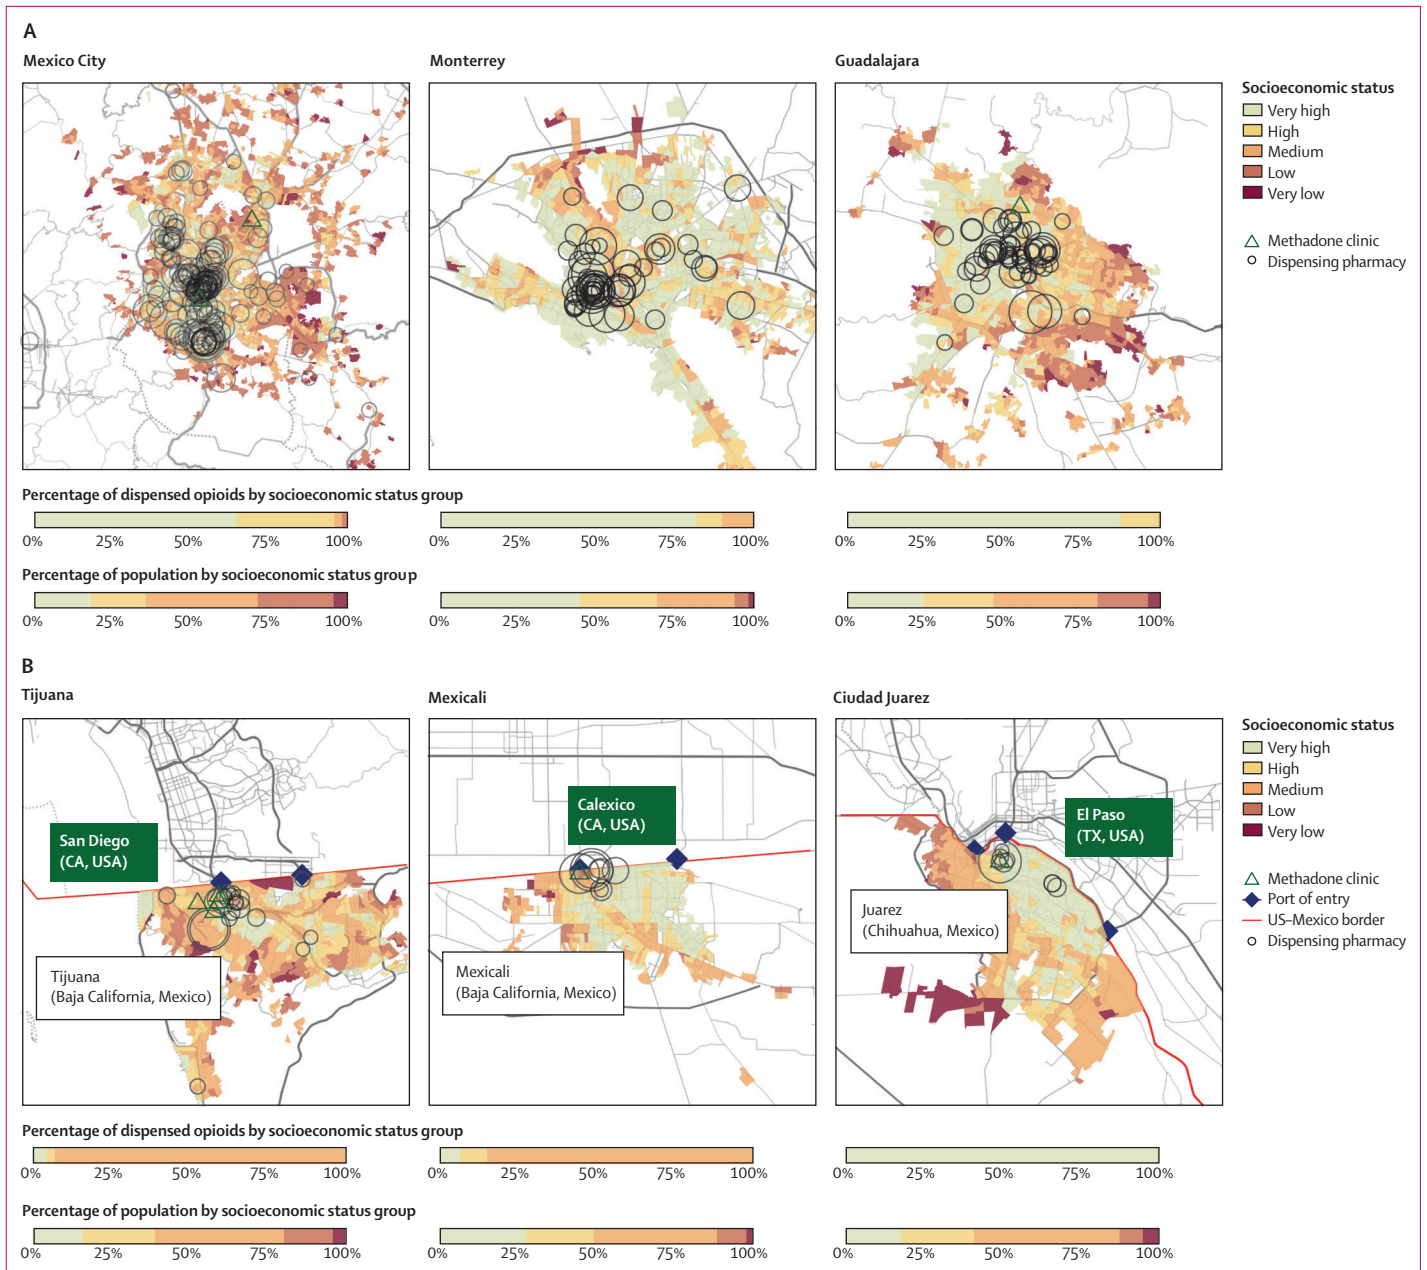 A
Mexico City
Monterrey
Guadalajara
Socioeconomic status
Very high
High
Medium
Low
Very low
Methadone clinic
Dispensing pharmacy
Percentage of dispensed opioids by socioeconomic status group
0% 25% 50% 75% 100%
0% 25% 50% 75% 100%
0% 25% 50% 75% 100%
Percentage of population by socioeconomic status group
0% 25% 50% 75% 100%
0% 25% 50% 75% 100%
0% 25% 50% 75% 100%
B
Tijuana
Mexicali
Ciudad Juarez
San Diego
(CA, USA)
Tijuana
(Baja California, Mexico)
Calexico
(CA, USA)
Mexicali
(Baja California, Mexico)
El Paso
(TX, USA)
Juarez
(Chihuahua, Mexico)
Socioeconomic status
Very high
High
Medium
Low
Very low
Methadone clinic
Port of entry
US–Mexico border
Dispensing pharmacy
Percentage of dispensed opioids by socioeconomic status group
0% 25% 50% 75% 100%
0% 25% 50% 75% 100%
0% 25% 50% 75% 100%
Percentage of population by socioeconomic status group
0% 25% 50% 75% 100%
0% 25% 50% 75% 100%
0% 25% 50% 75% 100%